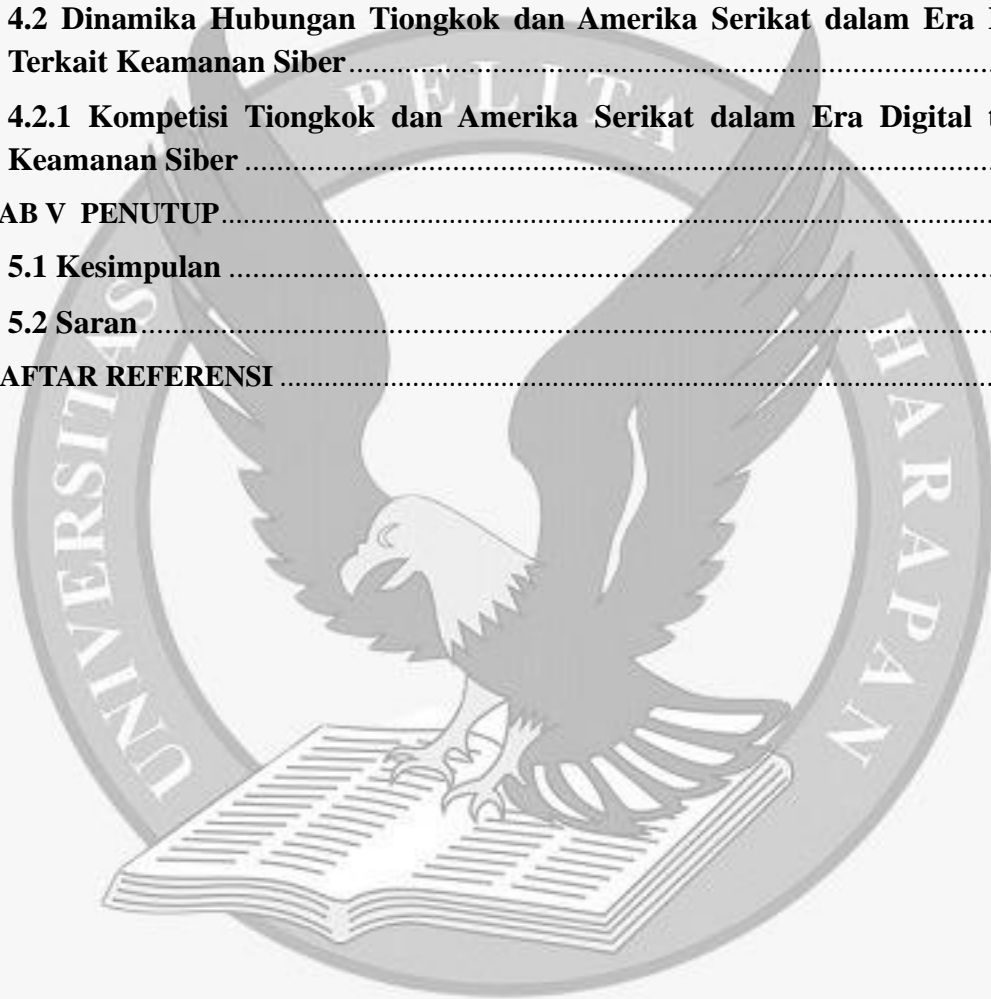 4.2 Dinamika Hubungan Tiongkok dan Amerika Serikat dalam Era
Terkait Keamanan Siber
4.2.1 Kompetisi Tiongkok dan Amerika Serikat dalam Era Digital
Keamanan Siber
AB V PENUTUP
5.1 Kesimpulan
5.2 Saran
AFTAR REFERENSI
UNIVERSITAS PELITA HARAPAN